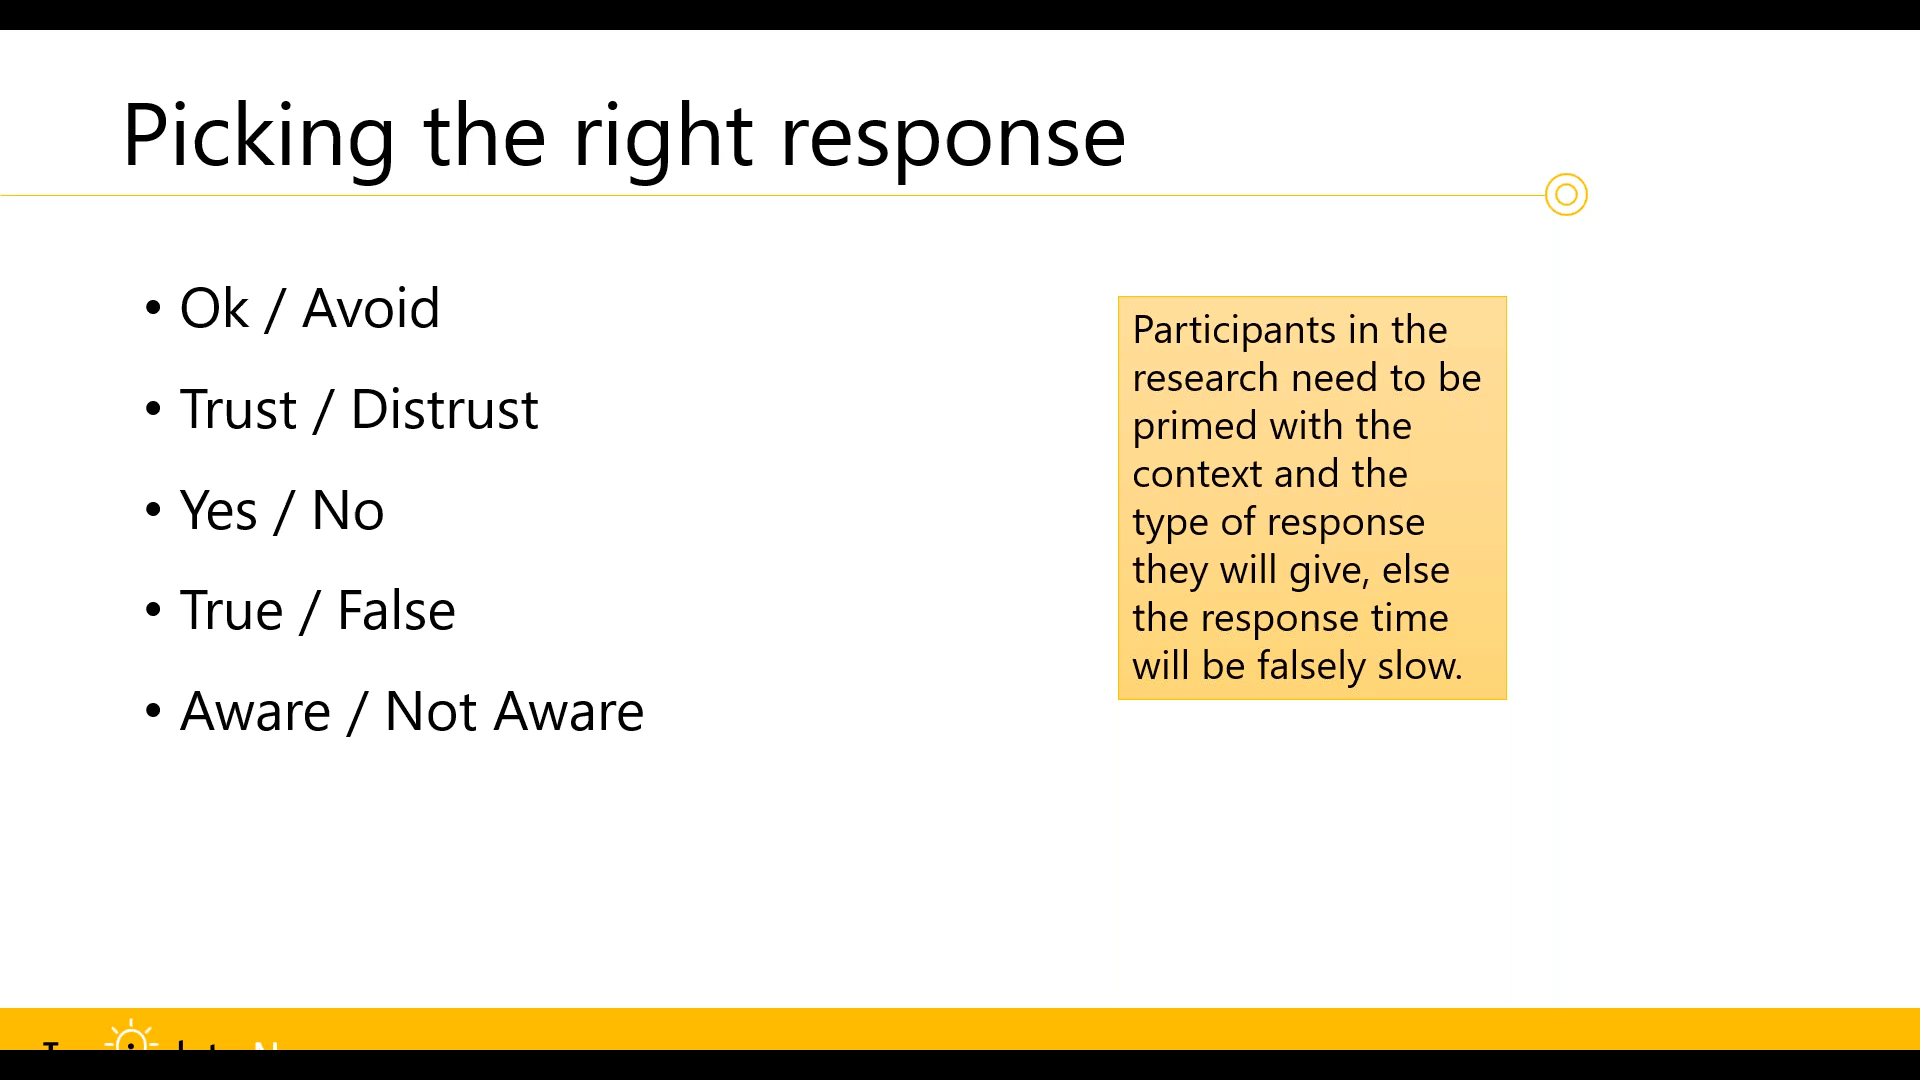 Picking the right response
• Ok / Avoid
• Trust / Distrust
• Yes / No
• True / False
• Aware / Not Aware
Participants in the
research need to be
primed with the
context and the
type of response
they will give, else
the response time
will be falsely slow.